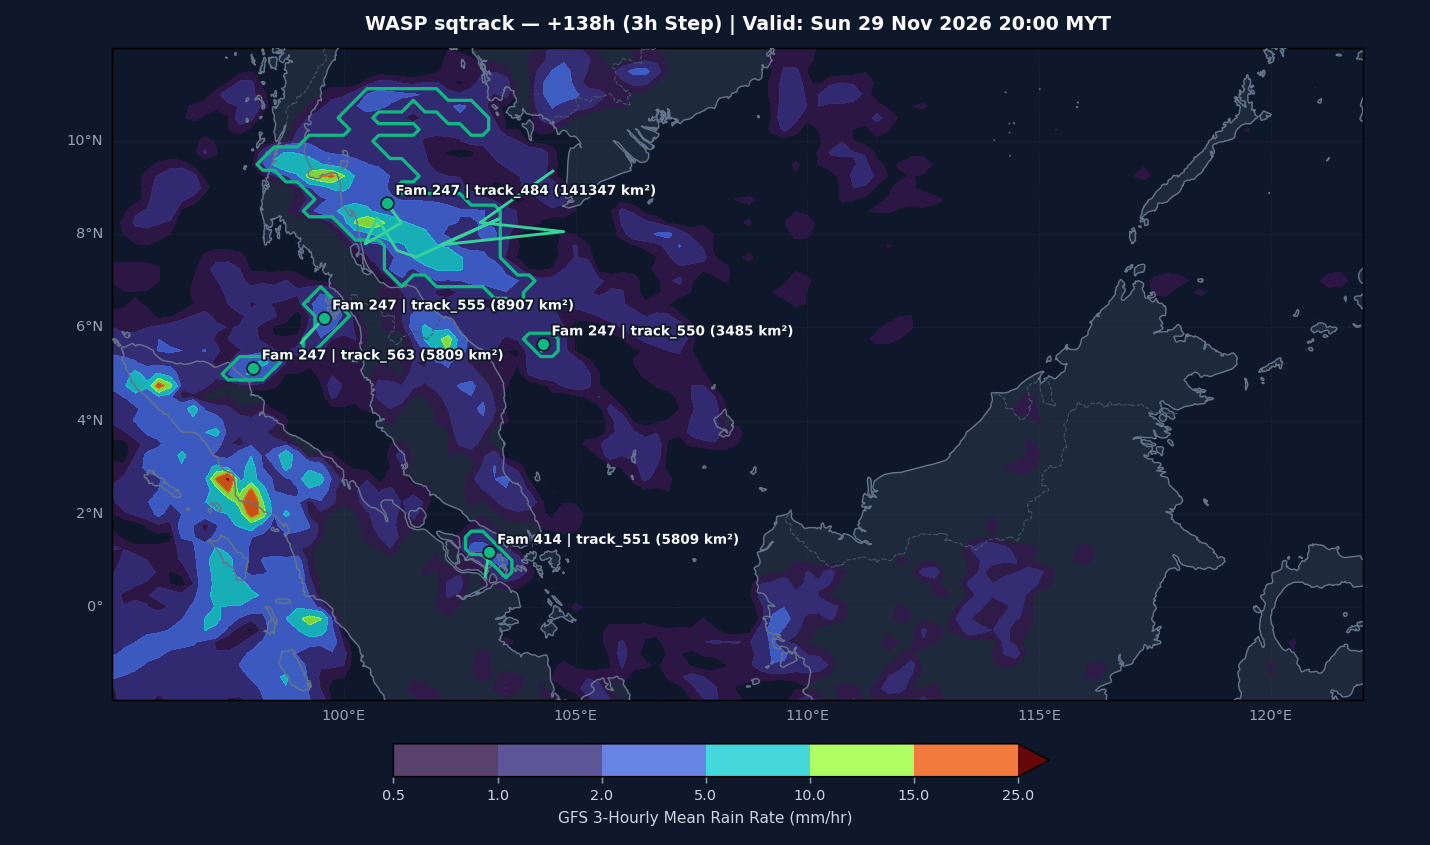 WASP sqtrack — +138h (3h Step) | Valid: Sun 29 Nov 2026 20:00 MYT
10°N
8°N
6°N
4°N
2°N
0°
Fam 247 | track_484 (141347 km²)
Fam 247 | track_555 (8907 km²)
Fam 247 | track_550 (3485 km²)
Fam 247 | track_563 (5809 km²)
Fam 414 | track_551 (5809 km²)
100°E 105°E 110°E 115°E 120°E
0.5 1.0 2.0 5.0 10.0 15.0 25.0
GFS 3-Hourly Mean Rain Rate (mm/hr)